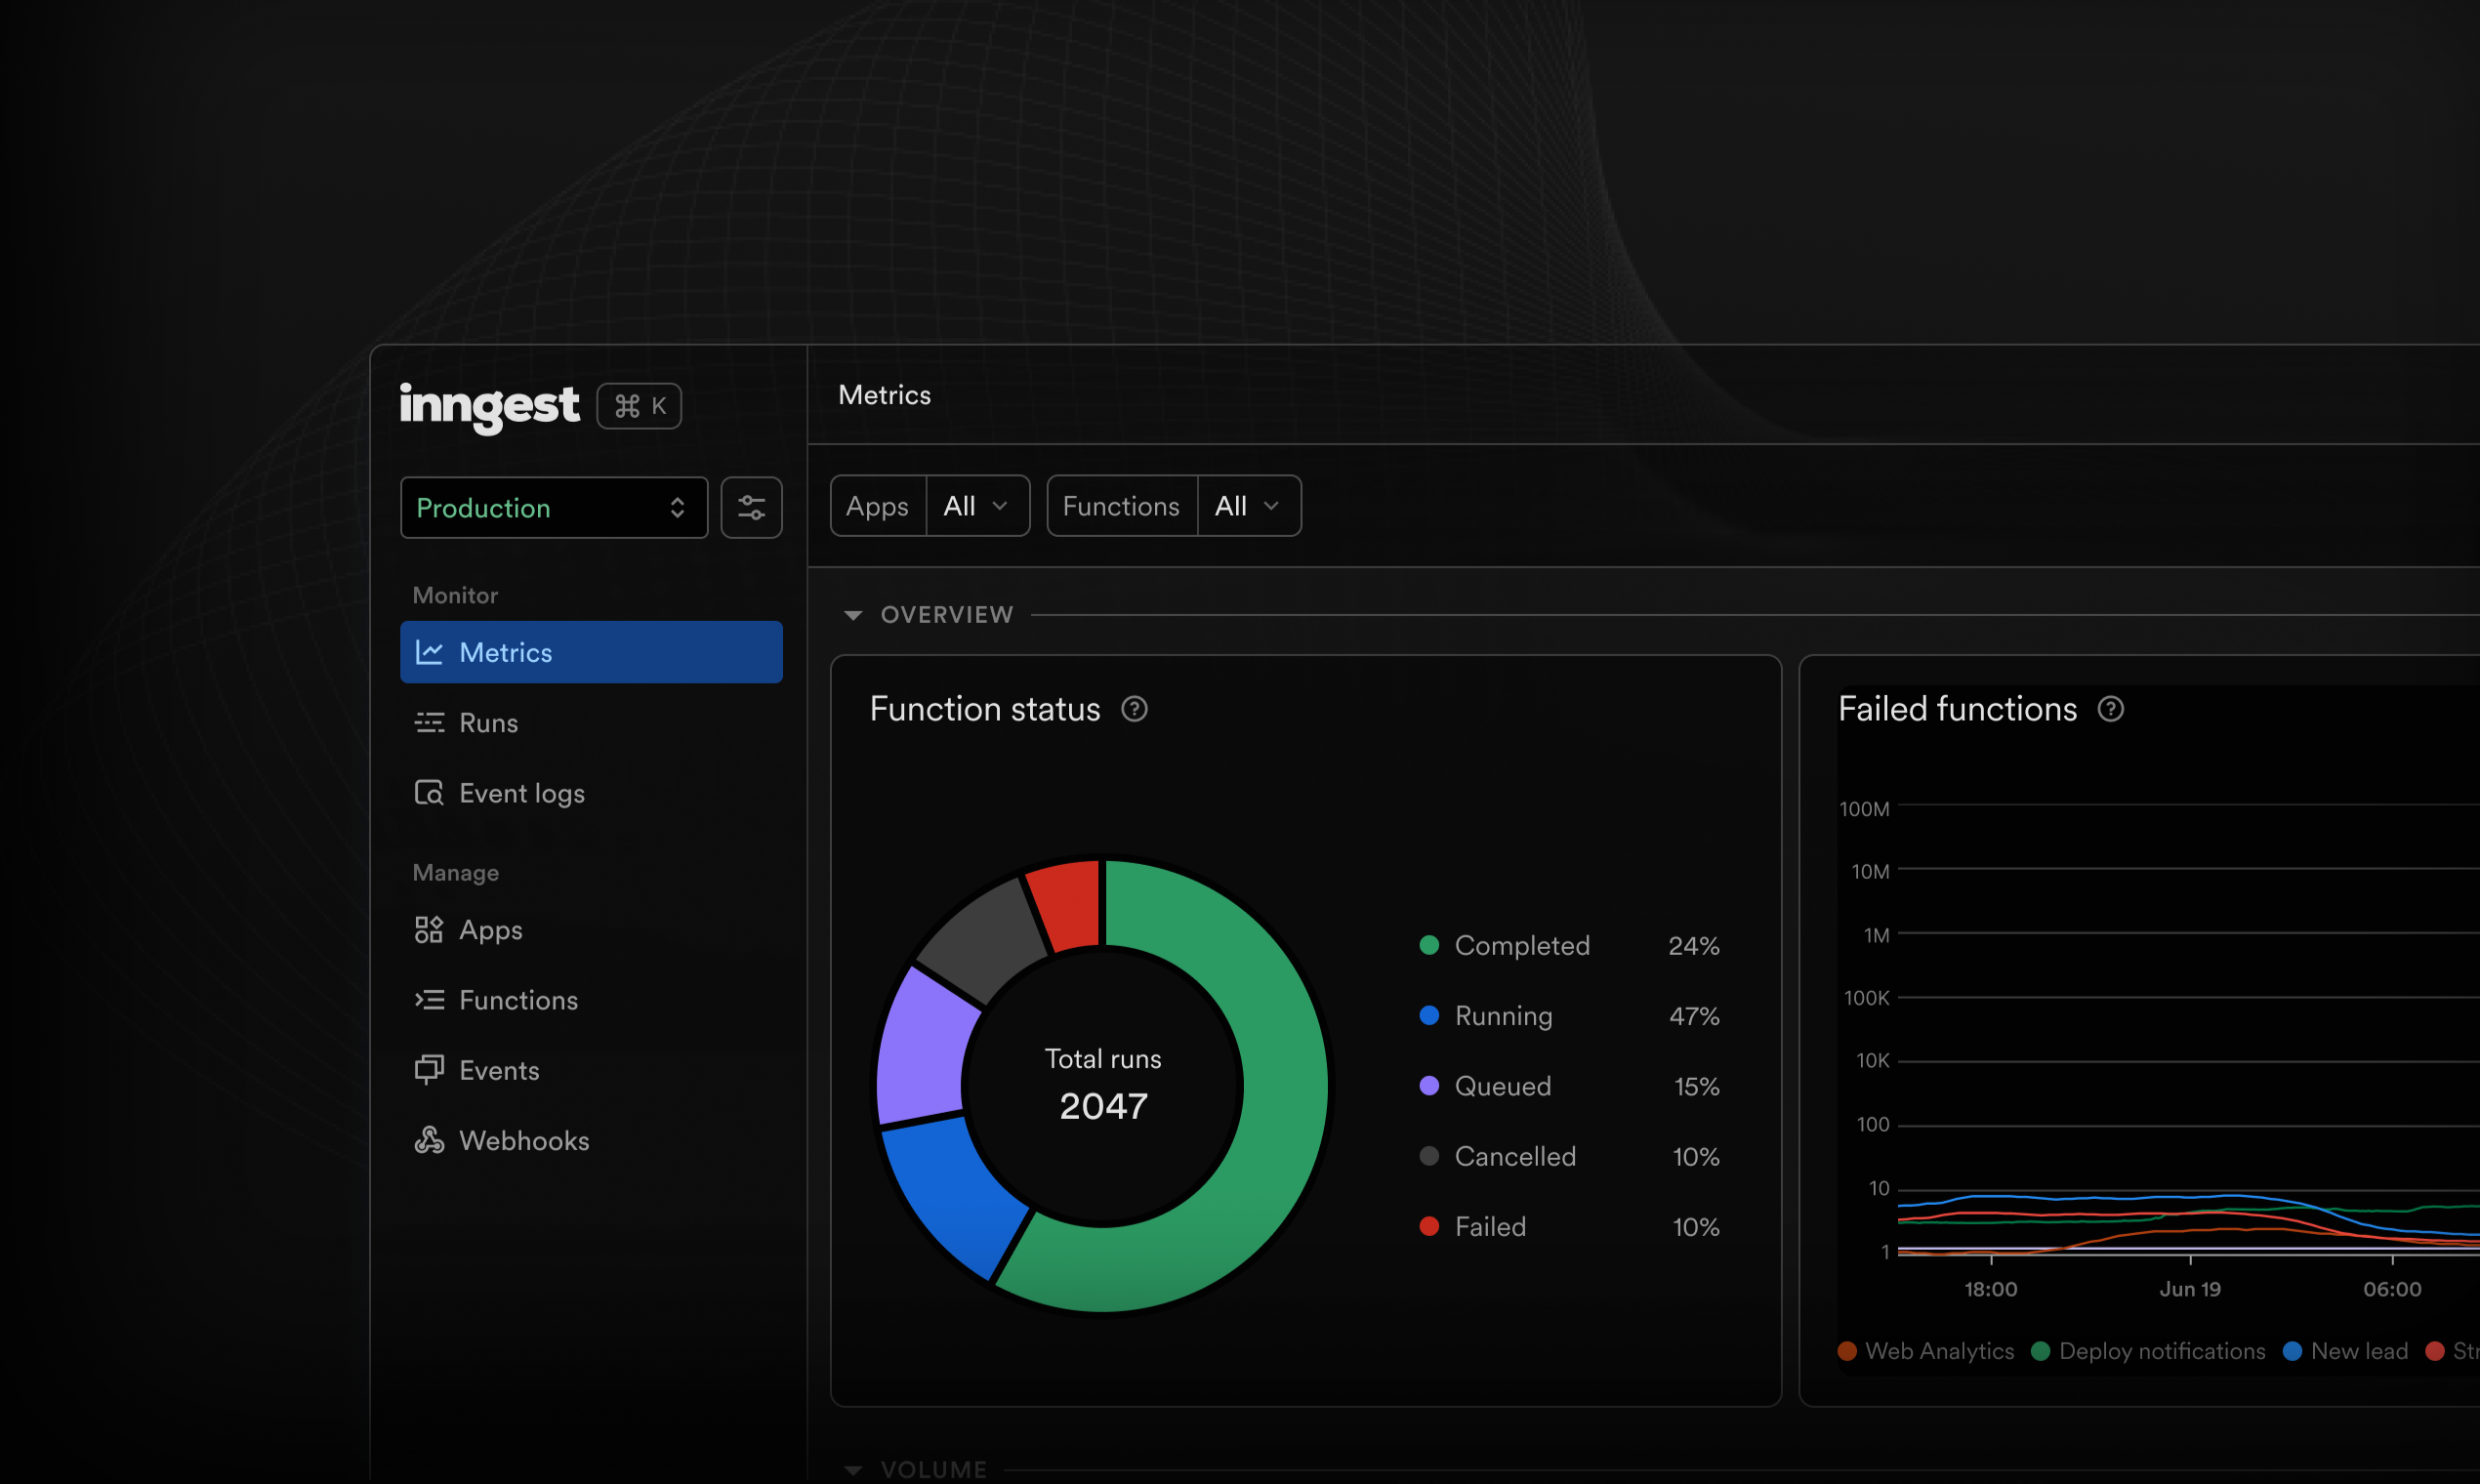 inngest
⌘ K
Production
Monitor
Metrics
Runs
Event logs
Manage
Apps
Functions
Events
Webhooks
Metrics
Apps All
Functions All
OVERVIEW
Function status
Total runs
2047
Completed 24%
Running 47%
Queued 15%
Cancelled 10%
Failed 10%
Failed functions
100M
10M
1M
100K
10K
100
10
1
18:00 Jun 19 06:00
Web Analytics Deploy notifications New lead
VOLUME